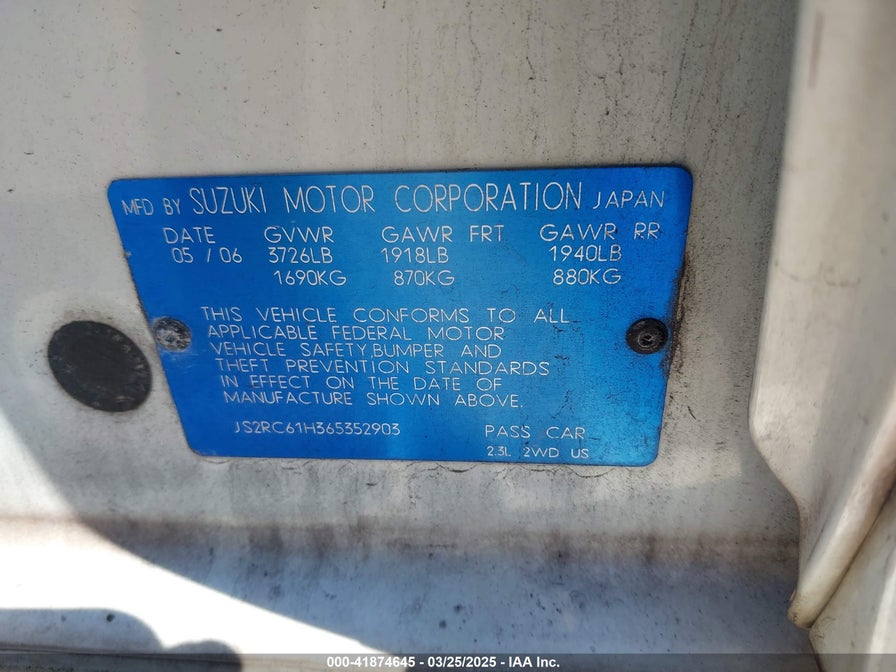 MFD BY SUZUKI MOTOR CORPORATION JAPAN
DATE GVWR GAWR FRT GAWR RR
05 / 06 3726LB 1918LB 1940LB
1690KG 870KG 880KG
THIS VEHICLE CONFORMS TO ALL
APPLICABLE FEDERAL MOTOR
VEHICLE SAFETY,BUMPER AND
THEFT PREVENTION STANDARDS
IN EFFECT ON THE DATE OF
MANUFACTURE SHOWN ABOVE.
JS2RC61H365352903 PASS CAR
2.3L 2WD US
000-41874645 - 03/25/2025 - IAA Inc.